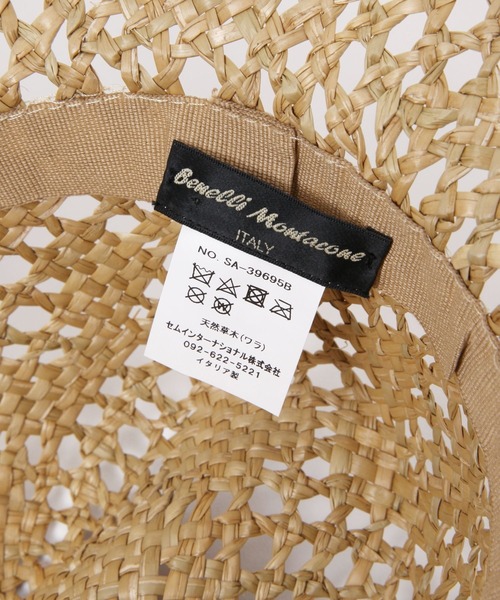 Benelli Montacone
ITALY
NO. SA-39695B
天然草木(ワラ)
セムインターナショナル株式会社
092-622-5221
イタリア製